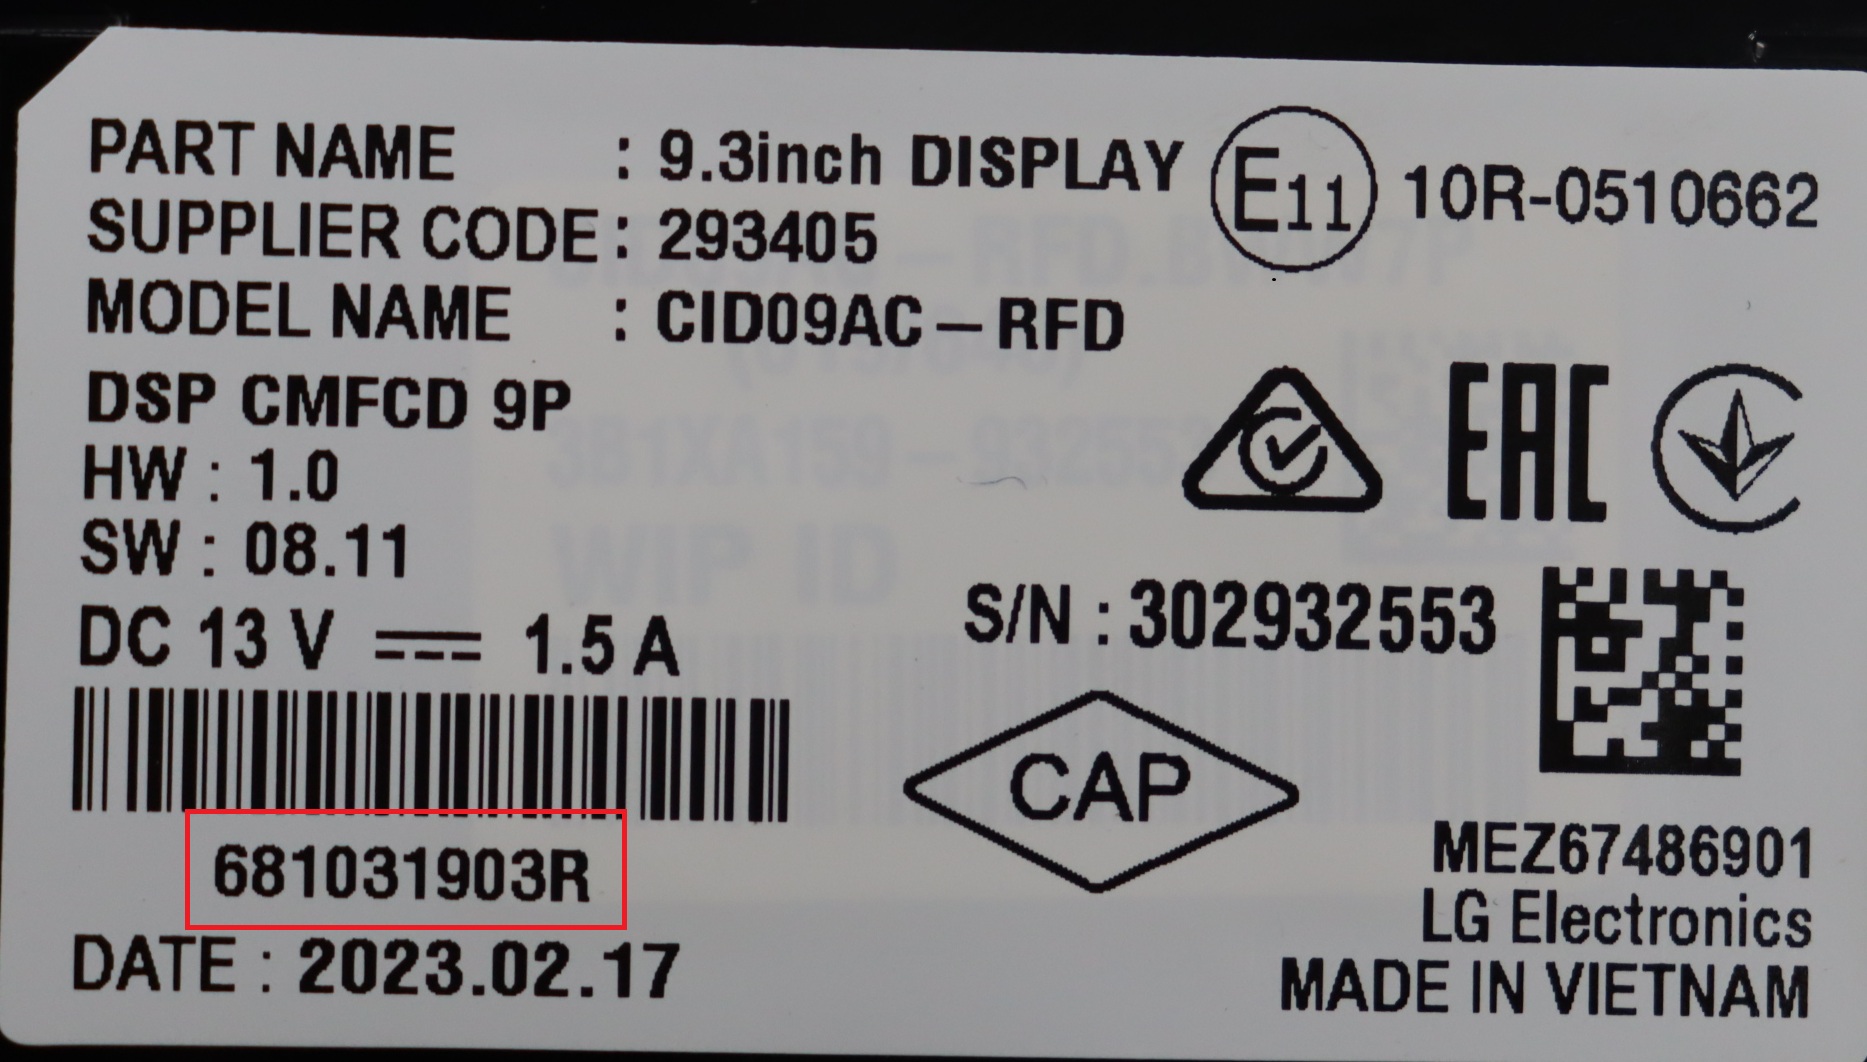 PART NAME : 9.3inch DISPLAY
E11 10R-0510662
SUPPLIER CODE : 293405
MODEL NAME : CID09AC-RFD
DSP CMFCD 9P
HW : 1.0
SW : 08.11
DC 13 V ⎓ 1.5 A
EAC
S/N : 302932553
681031903R
CAP
DATE : 2023.02.17
MEZ67486901
LG Electronics
MADE IN VIETNAM
WIP ID